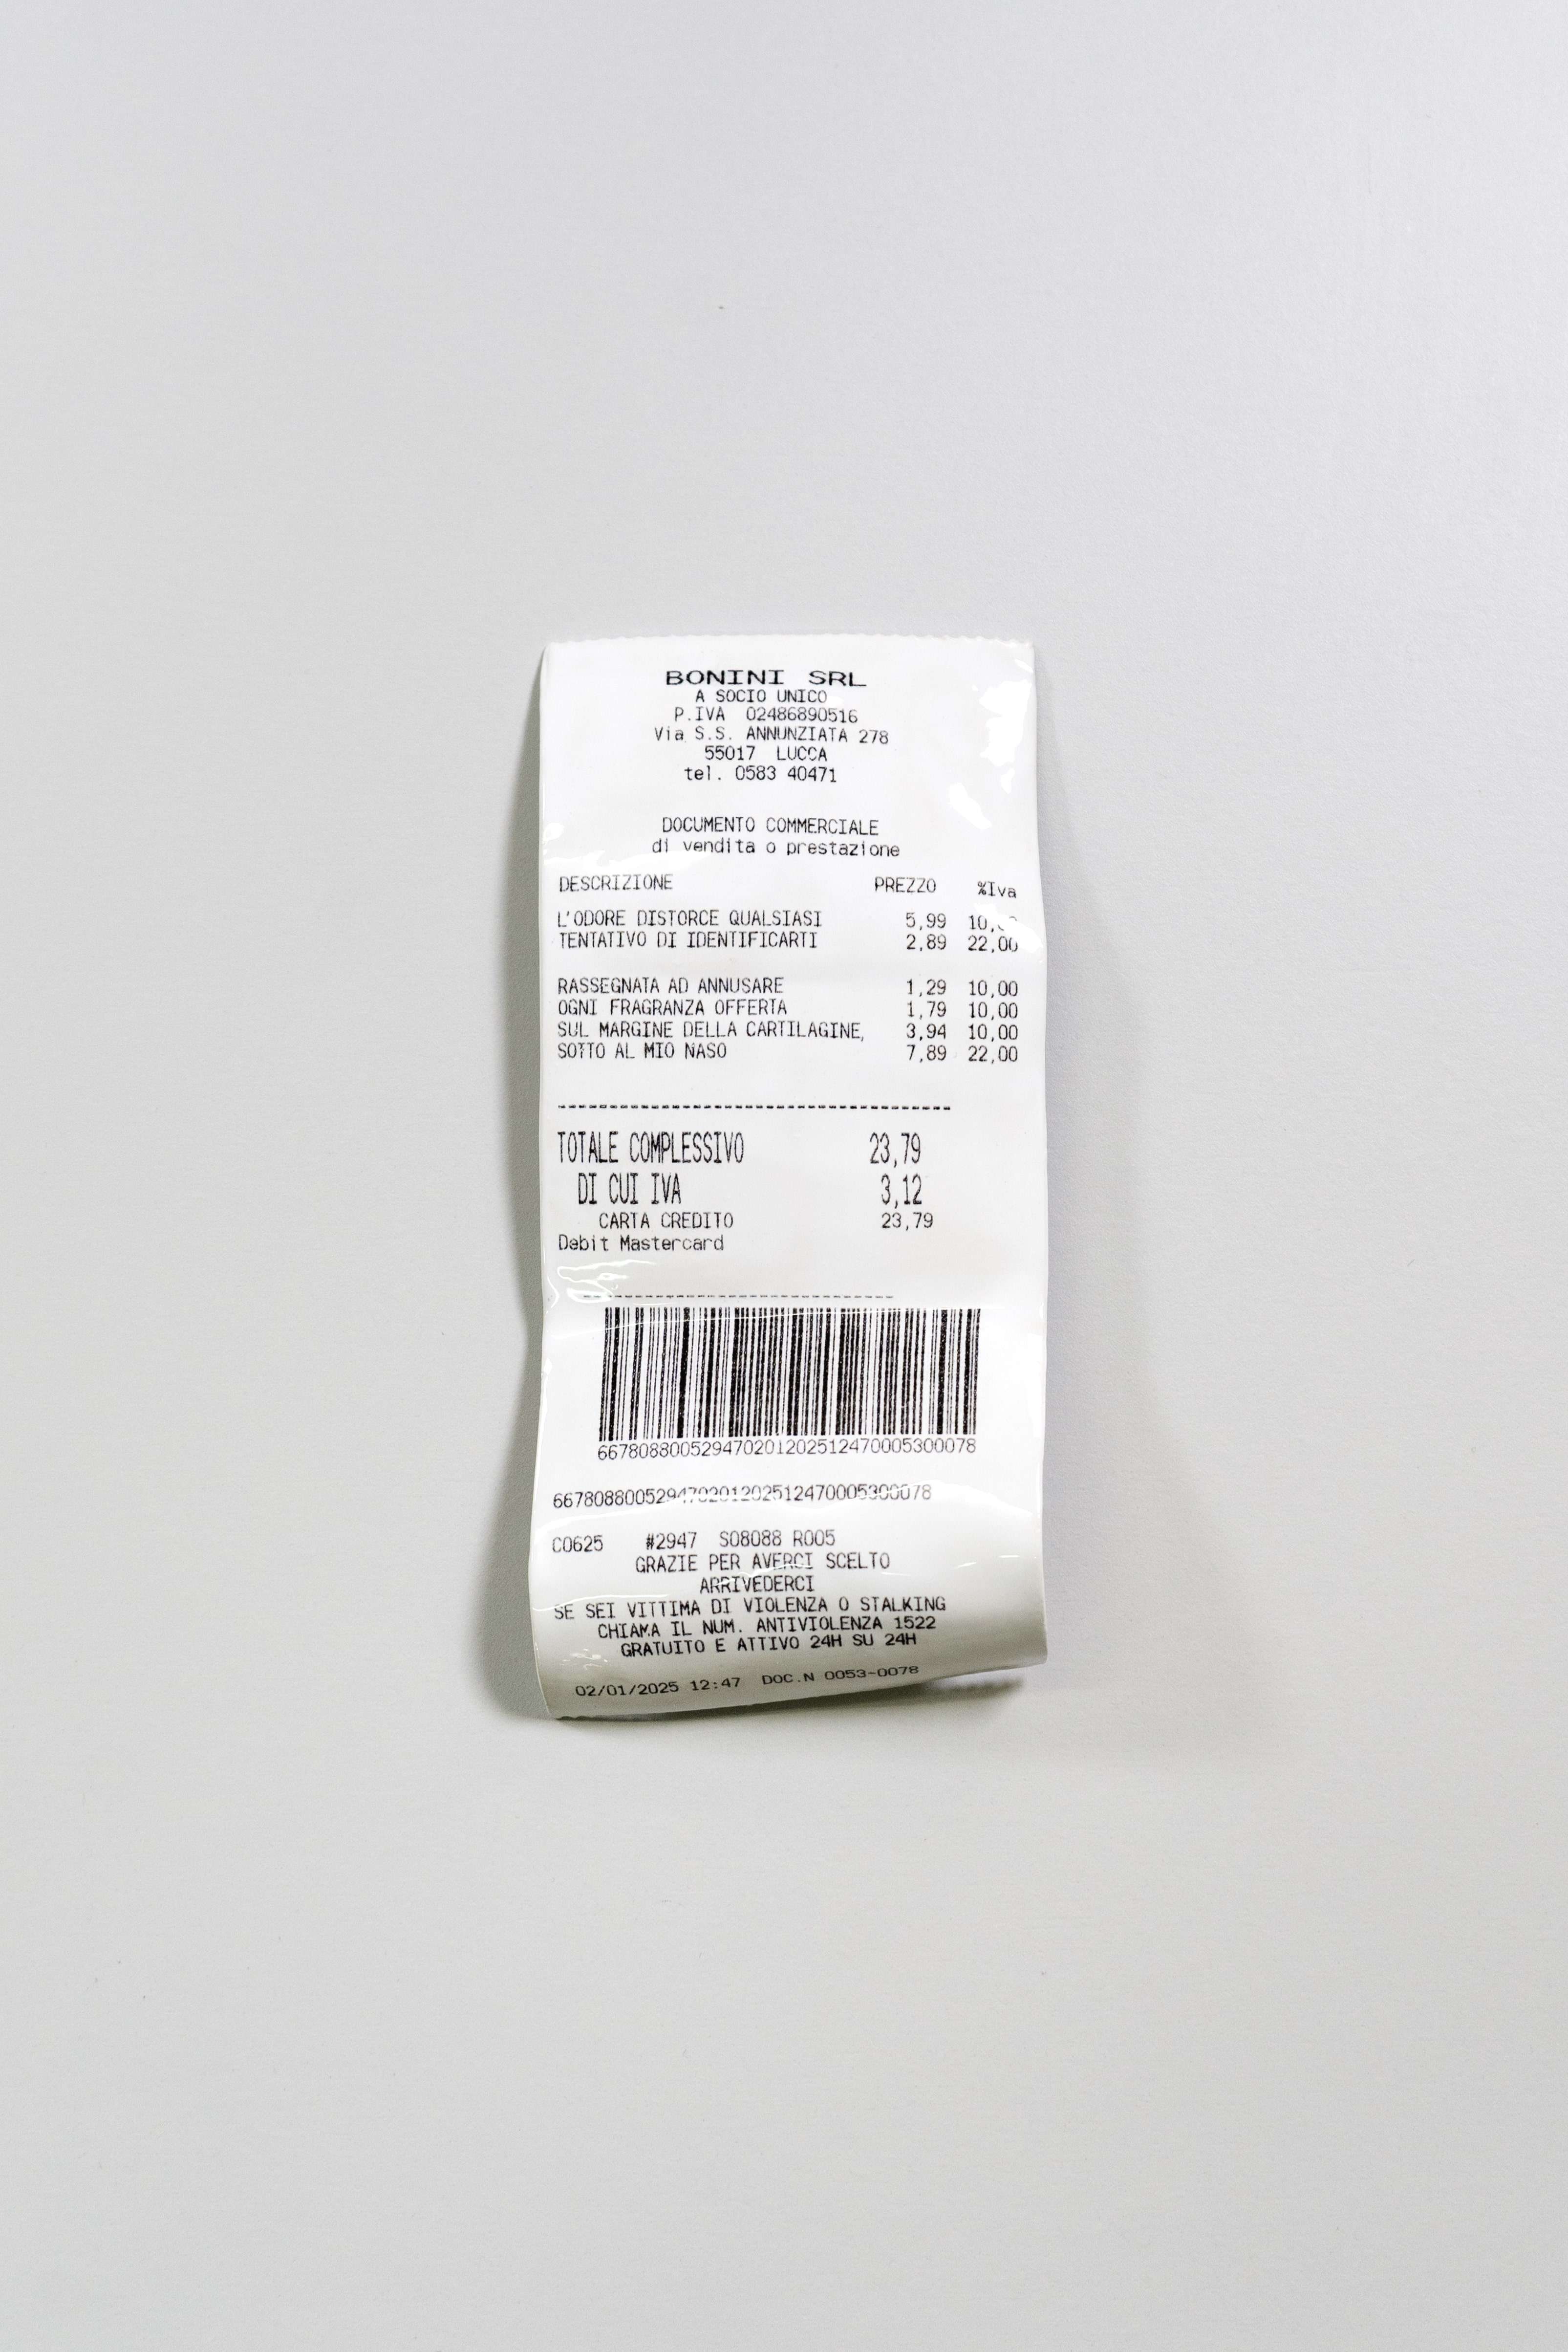 BONINI SRL
A SOCIO UNICO
P.IVA 02486890516
Via S.S. ANNUNZIATA 278
55017 LUCCA
tel. 0583 40471
DOCUMENTO COMMERCIALE
di vendita o prestazione
DESCRIZIONE PREZZO %Iva
L'ODORE DISTORCE QUALSIASI 5,99
TENTATIVO DI IDENTIFICARTI 2,89 22,00
RASSEGNATA AD ANNUSARE 1,29 10,00
OGNI FRAGRANZA OFFERTA 1,79 10,00
SUL MARGINE DELLA CARTILAGINE, 3,94 10,00
SOTTO AL MIO NASO 7,89 22,00
TOTALE COMPLESSIVO 23,79
DI CUI IVA 3,12
CARTA CREDITO 23,79
Debit Mastercard
66780880052947020120251247000530​0078
66780880052947020120251247000530​0078
C0625 #2947 S08088 R005
GRAZIE PER AVERCI SCELTO
ARRIVEDERCI
SE SEI VITTIMA DI VIOLENZA O STALKING
CHIAMA IL NUM. ANTIVIOLENZA 1522
GRATUITO E ATTIVO 24H SU 24H
02/01/2025 12:47 DOC.N 0053-0078